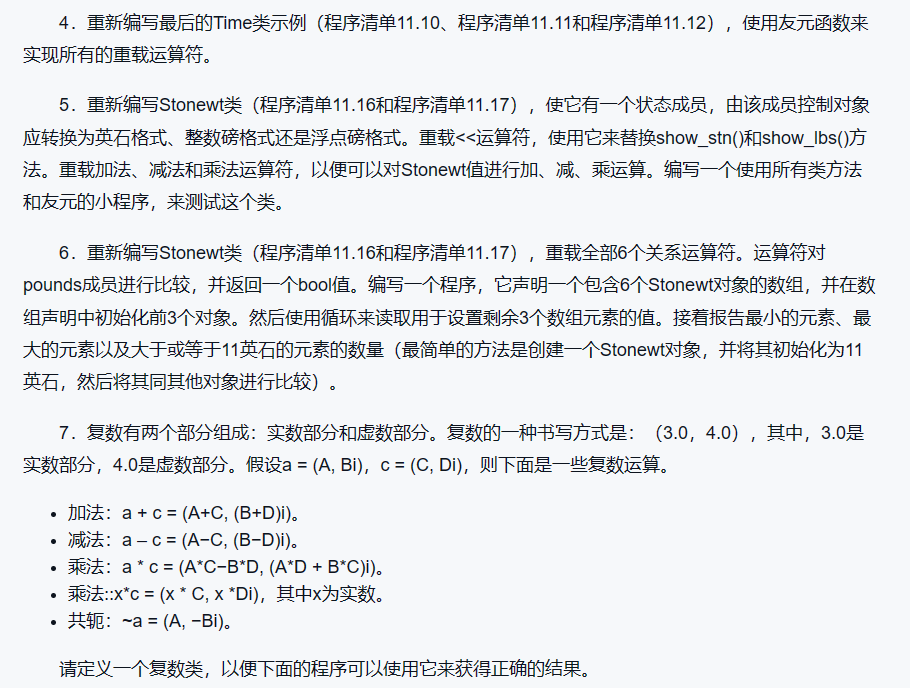 4．重新编写最后的Time类示例（程序清单11.10、程序清单11.11和程序清单11.12），使用友元函数来
实现所有的重载运算符。
5．重新编写Stonewt类（程序清单11.16和程序清单11.17），使它有一个状态成员，由该成员控制对象
应转换为英石格式、整数磅格式还是浮点磅格式。重载<<运算符，使用它来替换show_stn()和show_lbs()方
法。重载加法、减法和乘法运算符，以便可以对Stonewt值进行加、减、乘运算。编写一个使用所有类方法
和友元的小程序，来测试这个类。
6．重新编写Stonewt类（程序清单11.16和程序清单11.17），重载全部6个关系运算符。运算符对
pounds成员进行比较，并返回一个bool值。编写一个程序，它声明一个包含6个Stonewt对象的数组，并在数
组声明中初始化前3个对象。然后使用循环来读取用于设置剩余3个数组元素的值。接着报告最小的元素、最
大的元素以及大于或等于11英石的元素的数量（最简单的方法是创建一个Stonewt对象，并将其初始化为11
英石，然后将其同其他对象进行比较）。
7．复数有两个部分组成：实数部分和虚数部分。复数的一种书写方式是：（3.0，4.0），其中，3.0是
实数部分，4.0是虚数部分。假设a = (A, Bi)，c = (C, Di)，则下面是一些复数运算。
• 加法：a + c = (A+C, (B+D)i)。
• 减法：a – c = (A−C, (B−D)i)。
• 乘法：a * c = (A*C−B*D, (A*D + B*C)i)。
• 乘法::x*c = (x * C, x *Di)，其中x为实数。
• 共轭：~a = (A, −Bi)。
请定义一个复数类，以便下面的程序可以使用它来获得正确的结果。